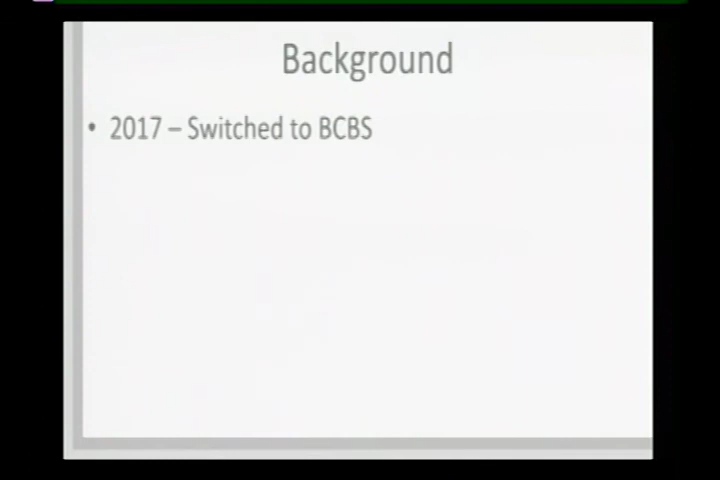 Background
• 2017 – Switched to BCBS